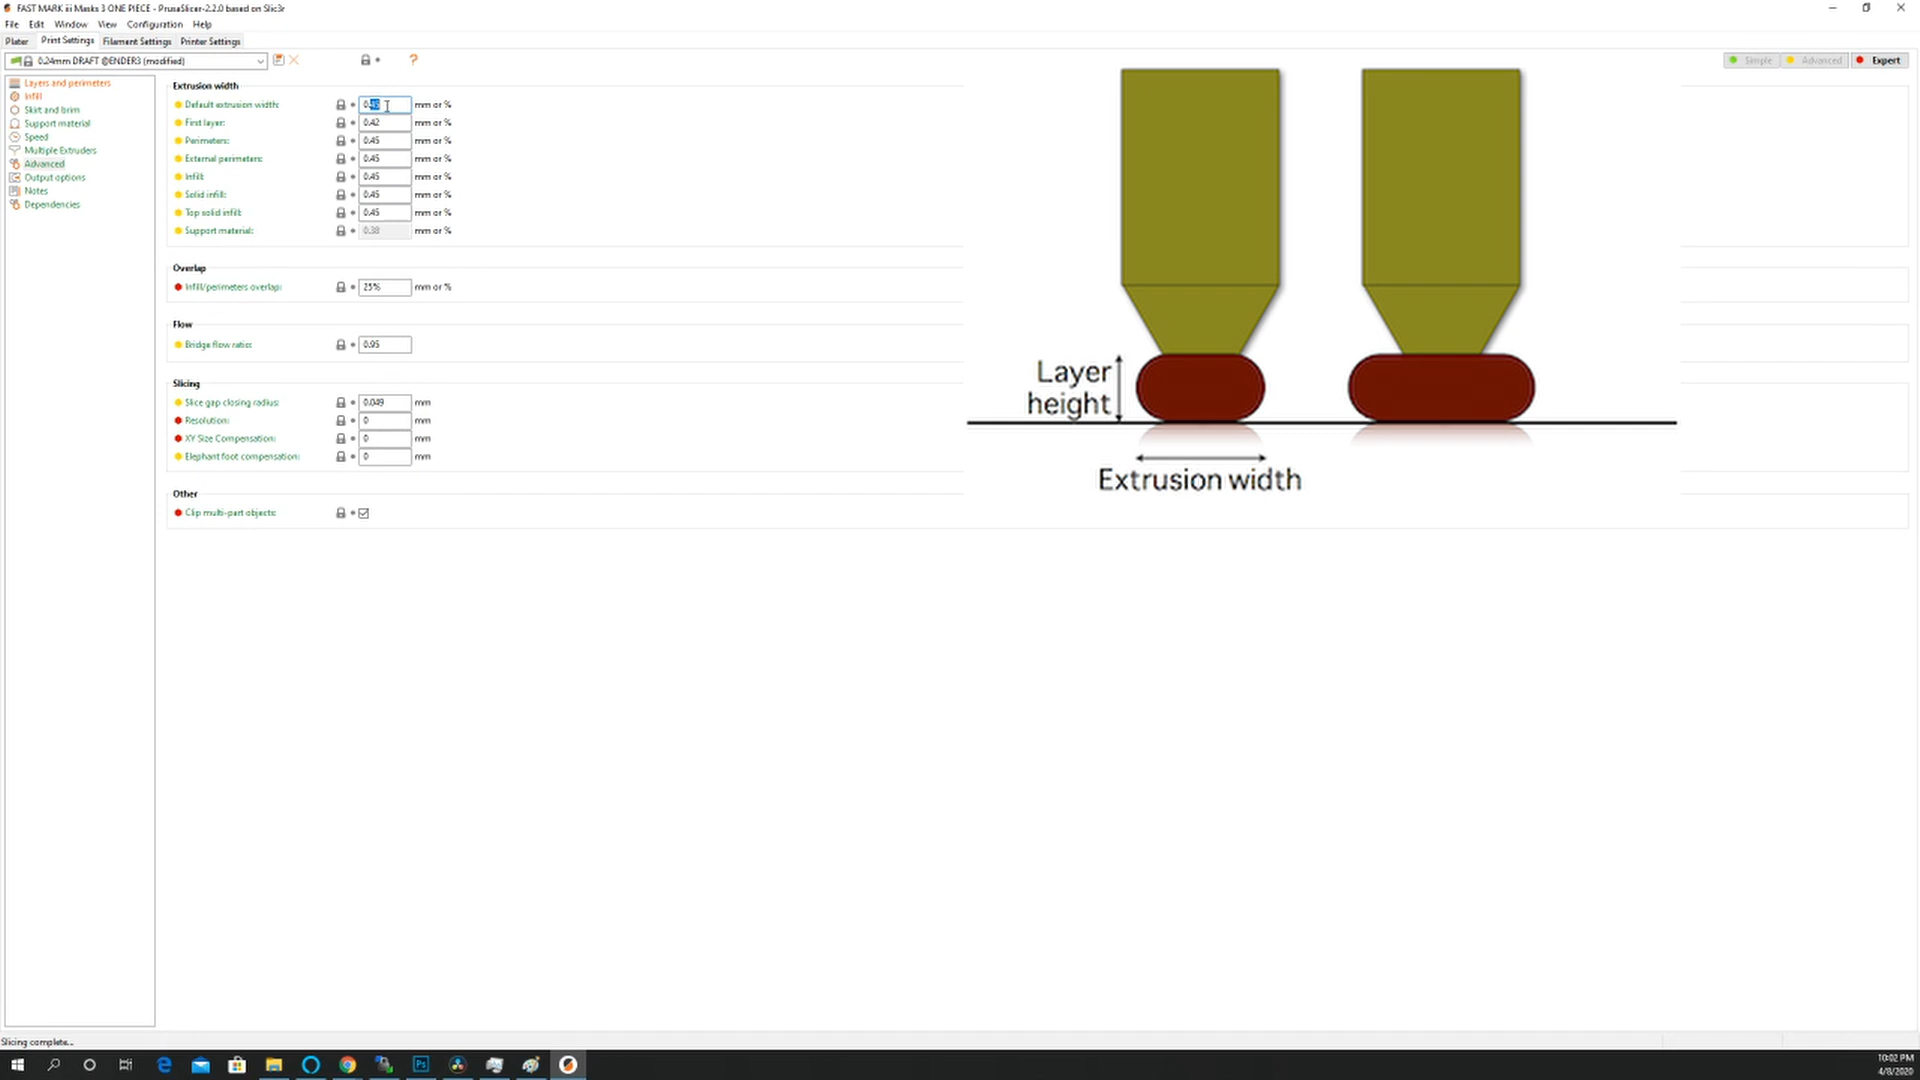 FAST MARK iii Masks 3 ONE PIECE - PrusaSlicer-2.2.0 based on Slic3r
File Edit Window View Configuration Help
Plater Print Settings Filament Settings Printer Settings
0.24mm DRAFT @ENDER3 (modified) ? Simple Advanced Expert
Layers and perimeters
Infill
Skirt and brim
Support material
Speed
Multiple Extruders
Advanced
Output options
Notes
Dependencies
Extrusion width
Default extrusion width: 0.45 mm or %
First layer: 0.42 mm or %
Perimeters: 0.45 mm or %
External perimeters: 0.45 mm or %
Infill: 0.45 mm or %
Solid infill: 0.45 mm or %
Top solid infill: 0.45 mm or %
Support material: 0.38 mm or %
Overlap
Infill/perimeters overlap: 25% mm or %
Flow
Bridge flow ratio: 0.95
Slicing
Slice gap closing radius: 0.049 mm
Resolution: 0 mm
XY Size Compensation: 0 mm
Elephant foot compensation: 0 mm
Other
Clip multi-part objects:
Layer
height
Extrusion width
Slicing complete...
Ps
10:02 PM
4/8/2020